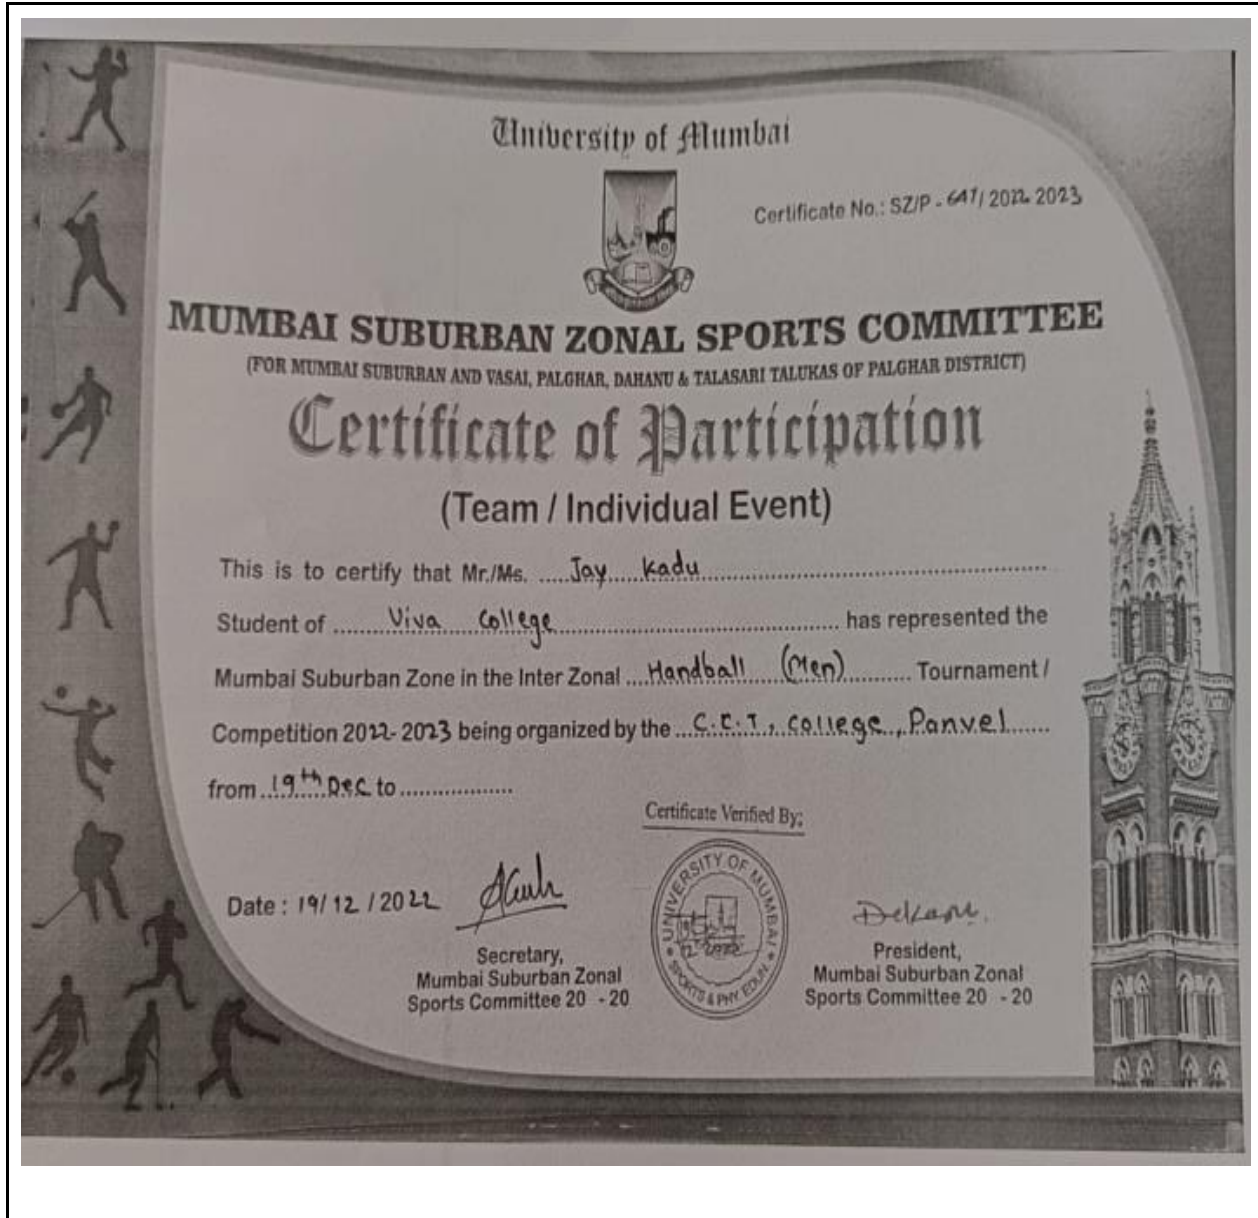 University of Mumbai
Certificate No.: SZ/P - 641/ 2022-2023
MUMBAI SUBURBAN ZONAL SPORTS COMMITTEE
(FOR MUMBAI SUBURBAN AND VASAI, PALGHAR, DAHANU & TALASARI TALUKAS OF PALGHAR DISTRICT)
Certificate of Participation
(Team / Individual Event)
This is to certify that Mr./Ms. ..... Jay ..... Kadu ..........
Student of .......... Viva ..... College .......... has represented the
Mumbai Suburban Zone in the Inter Zonal .... Handball ..... (Men) .......... Tournament /
Competition 2022-2023 being organized by the ... C.K.T., College, Panvel ......
from .. 19th Dec to ..................
Certificate Verified By:
Date : 19/12/2022
UNIVERSITY OF MUMBAI
SPORTS & PHY EDUN.
Secretary,
Mumbai Suburban Zonal
Sports Committee 20 - 20
President,
Mumbai Suburban Zonal
Sports Committee 20 - 20